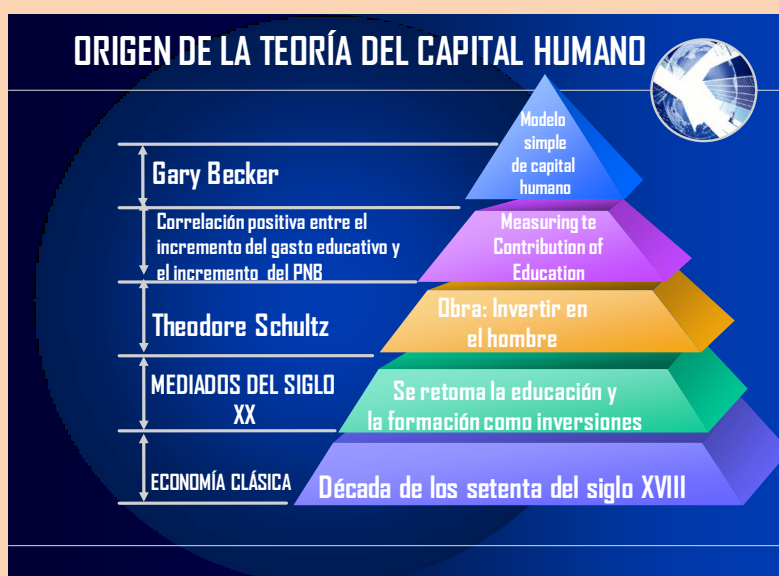 ORIGEN DE LA TEORÍA DEL CAPITAL HUMANO
Modelo
simple
de capital
humano
Gary Becker
Correlación positiva entre el
incremento del gasto educativo y
el incremento del PNB
Measuring te
Contribution of
Education
Theodore Schultz
Obra: Invertir en
el hombre
MEDIADOS DEL SIGLO
XX
Se retoma la educación y
la formación como inversiones
ECONOMÍA CLÁSICA
Década de los setenta del siglo XVIII